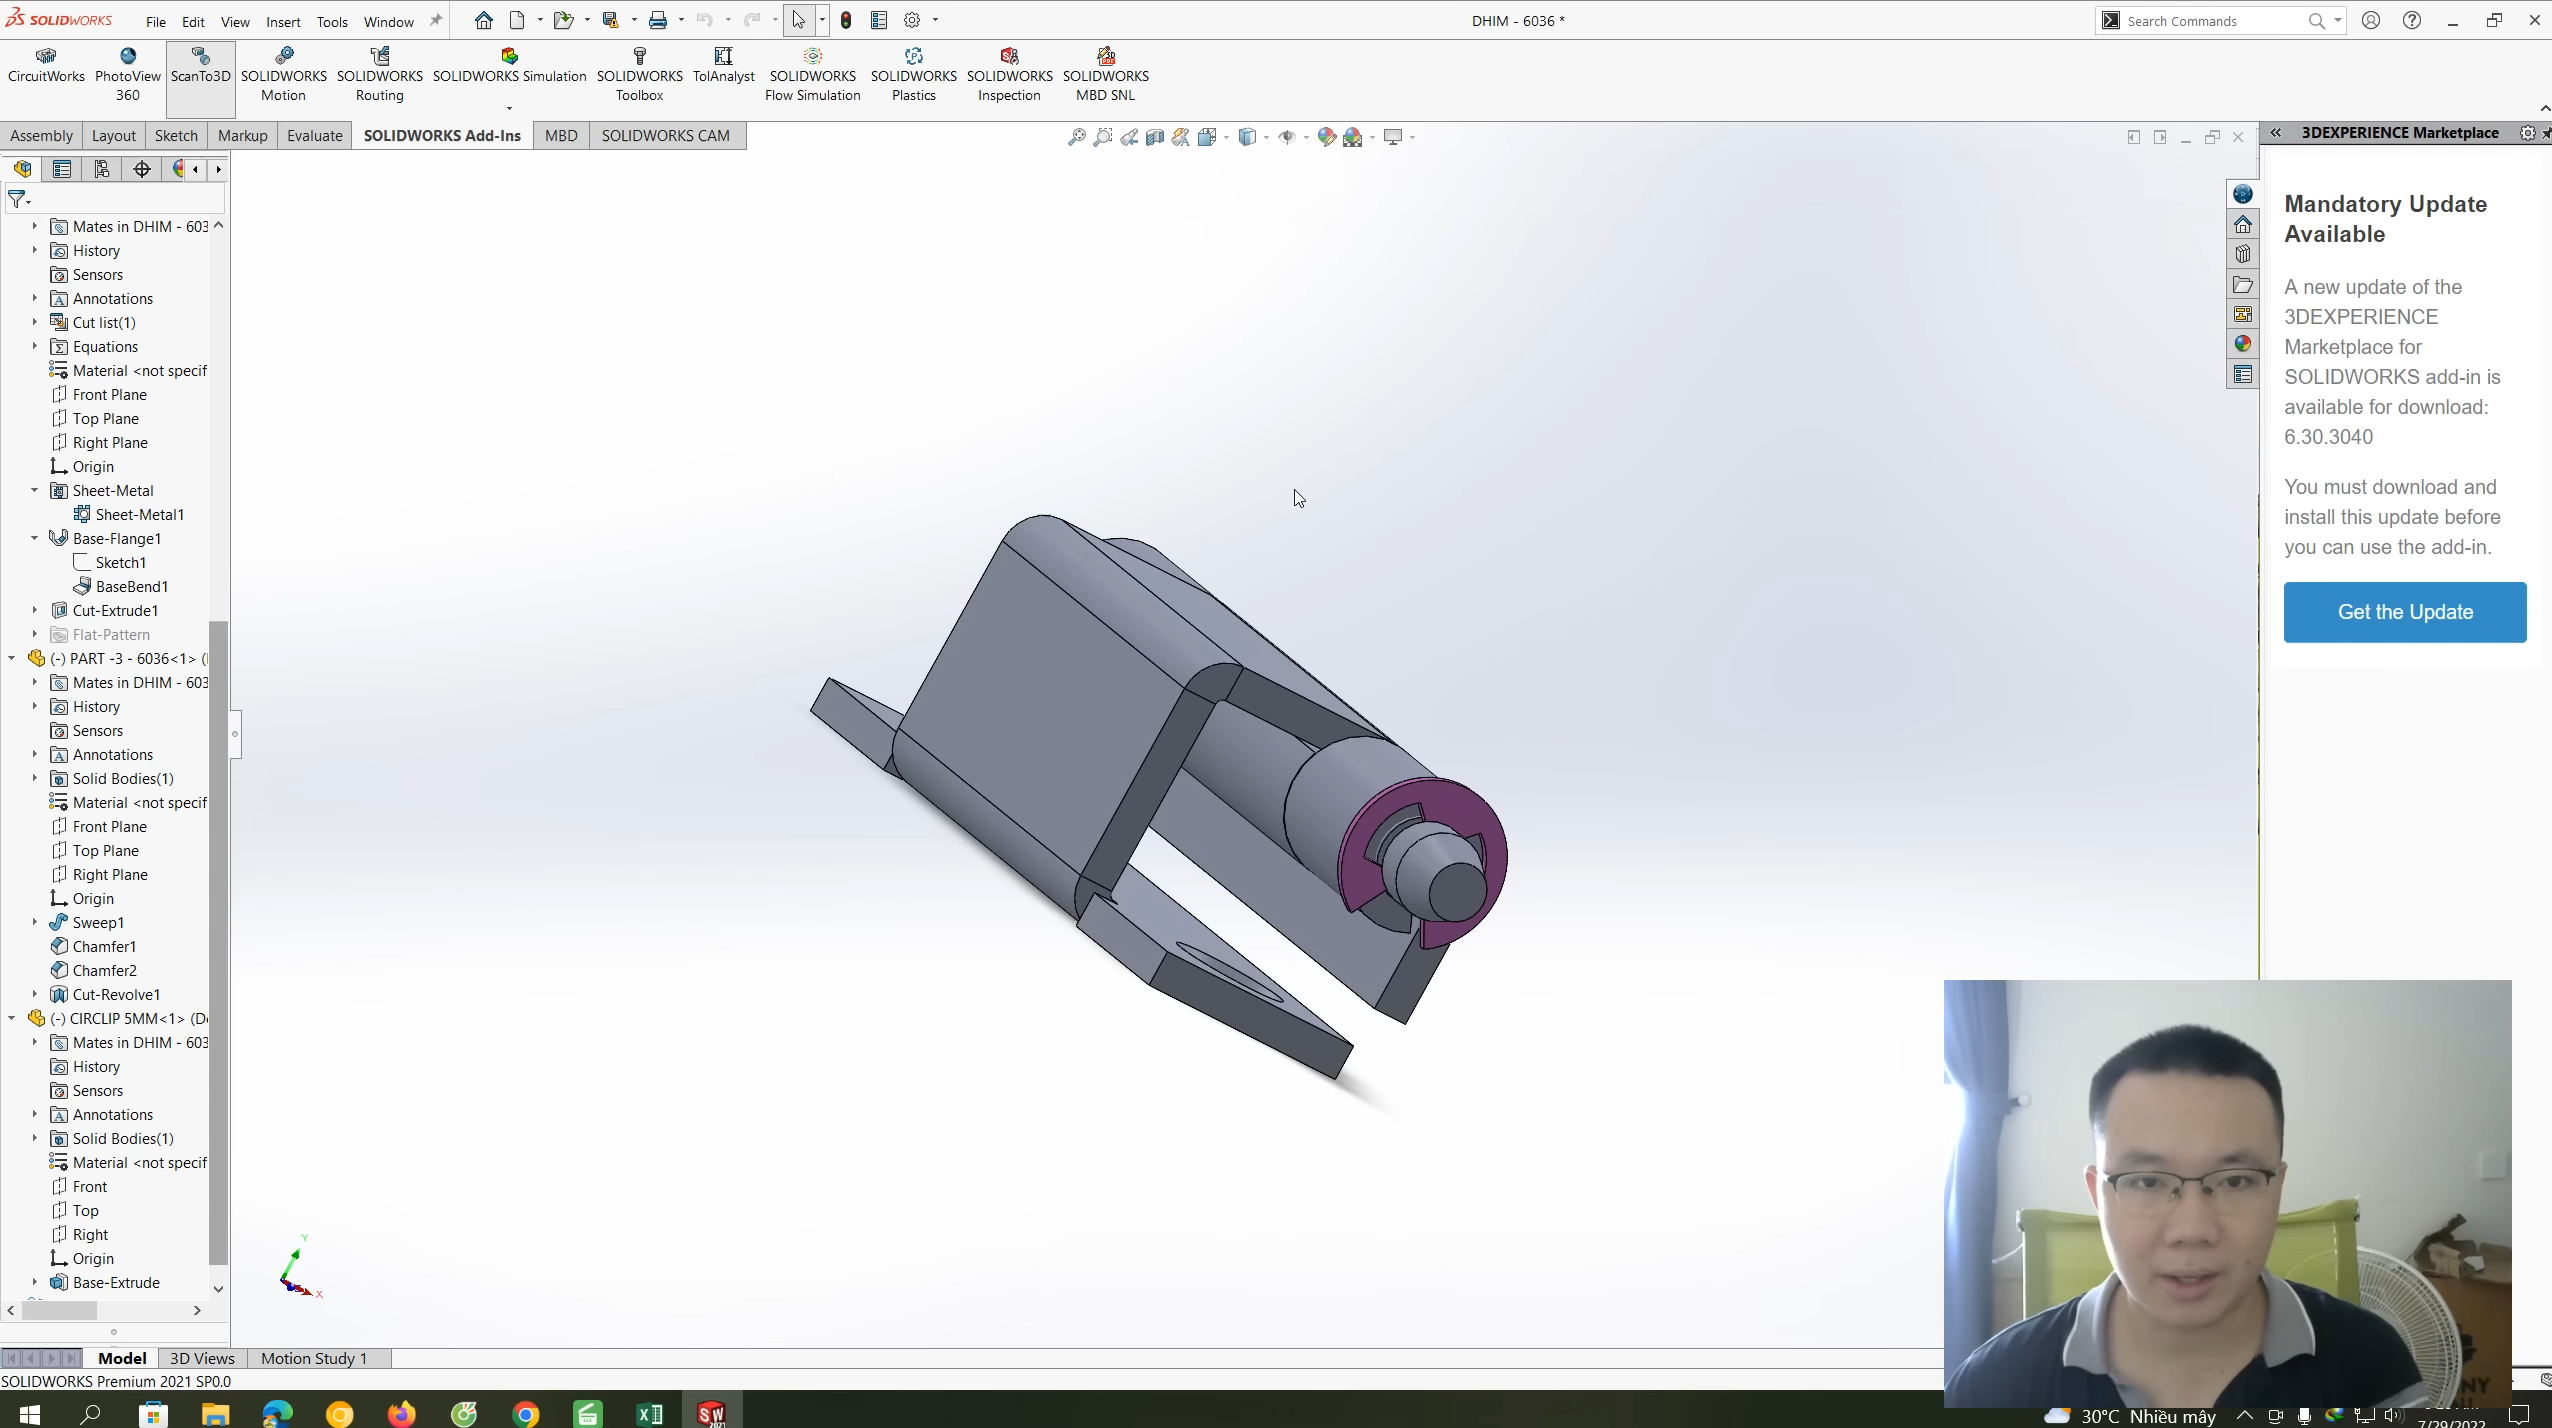 SOLIDWORKS File Edit View Insert Tools Window DHIM - 6036 * Search Commands
CircuitWorks PhotoView 360 ScanTo3D SOLIDWORKS Motion SOLIDWORKS Routing SOLIDWORKS Simulation SOLIDWORKS Toolbox TolAnalyst SOLIDWORKS Flow Simulation SOLIDWORKS Plastics SOLIDWORKS Inspection SOLIDWORKS MBD SNL
Assembly Layout Sketch Markup Evaluate SOLIDWORKS Add-Ins MBD SOLIDWORKS CAM
Mates in DHIM - 603
History
Sensors
Annotations
Cut list(1)
Equations
Material <not specif
Front Plane
Top Plane
Right Plane
Origin
Sheet-Metal
Sheet-Metal1
Base-Flange1
Sketch1
BaseBend1
Cut-Extrude1
Flat-Pattern
(-) PART -3 - 6036<1> (
Mates in DHIM - 603
History
Sensors
Annotations
Solid Bodies(1)
Material <not specif
Front Plane
Top Plane
Right Plane
Origin
Sweep1
Chamfer1
Chamfer2
Cut-Revolve1
(-) CIRCLIP 5MM<1> (D
Mates in DHIM - 603
History
Sensors
Annotations
Solid Bodies(1)
Material <not specif
Front
Top
Right
Origin
Base-Extrude
Y
X
3DEXPERIENCE Marketplace
Mandatory Update
Available
A new update of the
3DEXPERIENCE
Marketplace for
SOLIDWORKS add-in is
available for download:
6.30.3040
You must download and
install this update before
you can use the add-in.
Get the Update
Model 3D Views Motion Study 1
SOLIDWORKS Premium 2021 SP0.0
30°C Nhiều mây
7/29/2022